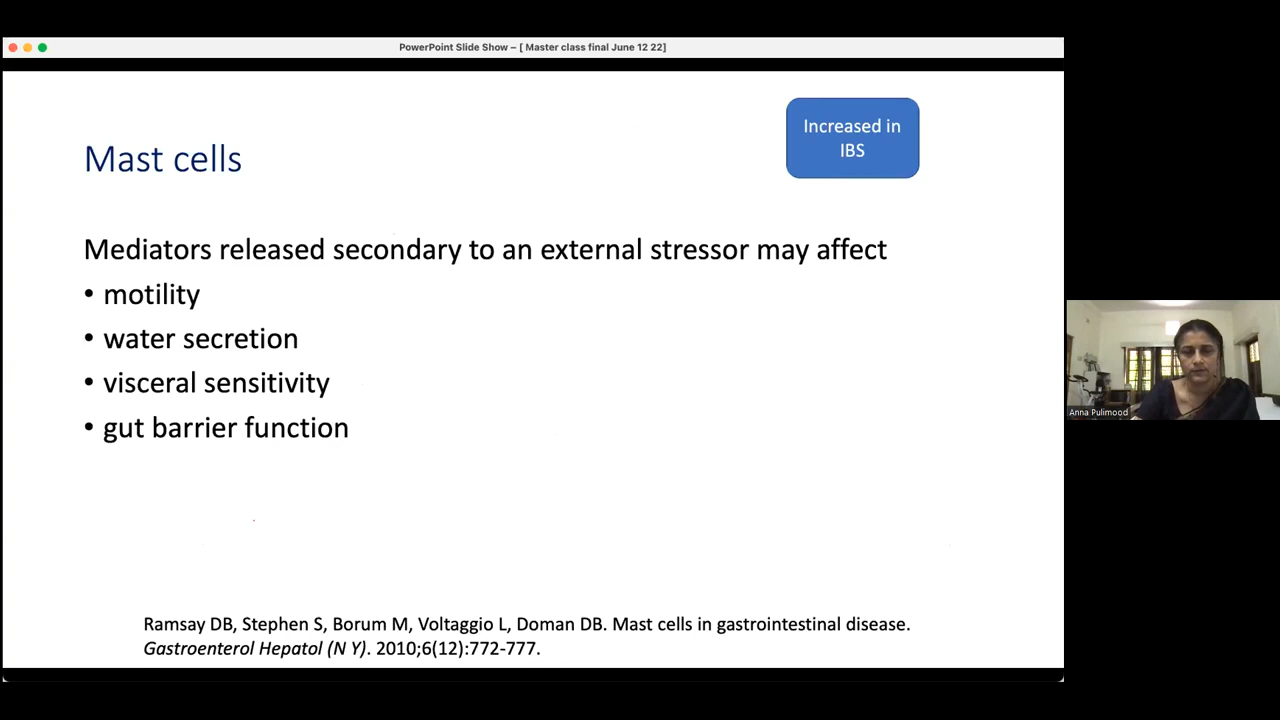 PowerPoint Slide Show – [ Master class final June 12 22]
Increased in
IBS
Mast cells
Mediators released secondary to an external stressor may affect
• motility
• water secretion
• visceral sensitivity
• gut barrier function
Ramsay DB, Stephen S, Borum M, Voltaggio L, Doman DB. Mast cells in gastrointestinal disease.
Gastroenterol Hepatol (N Y). 2010;6(12):772-777.
Anna Pulimood